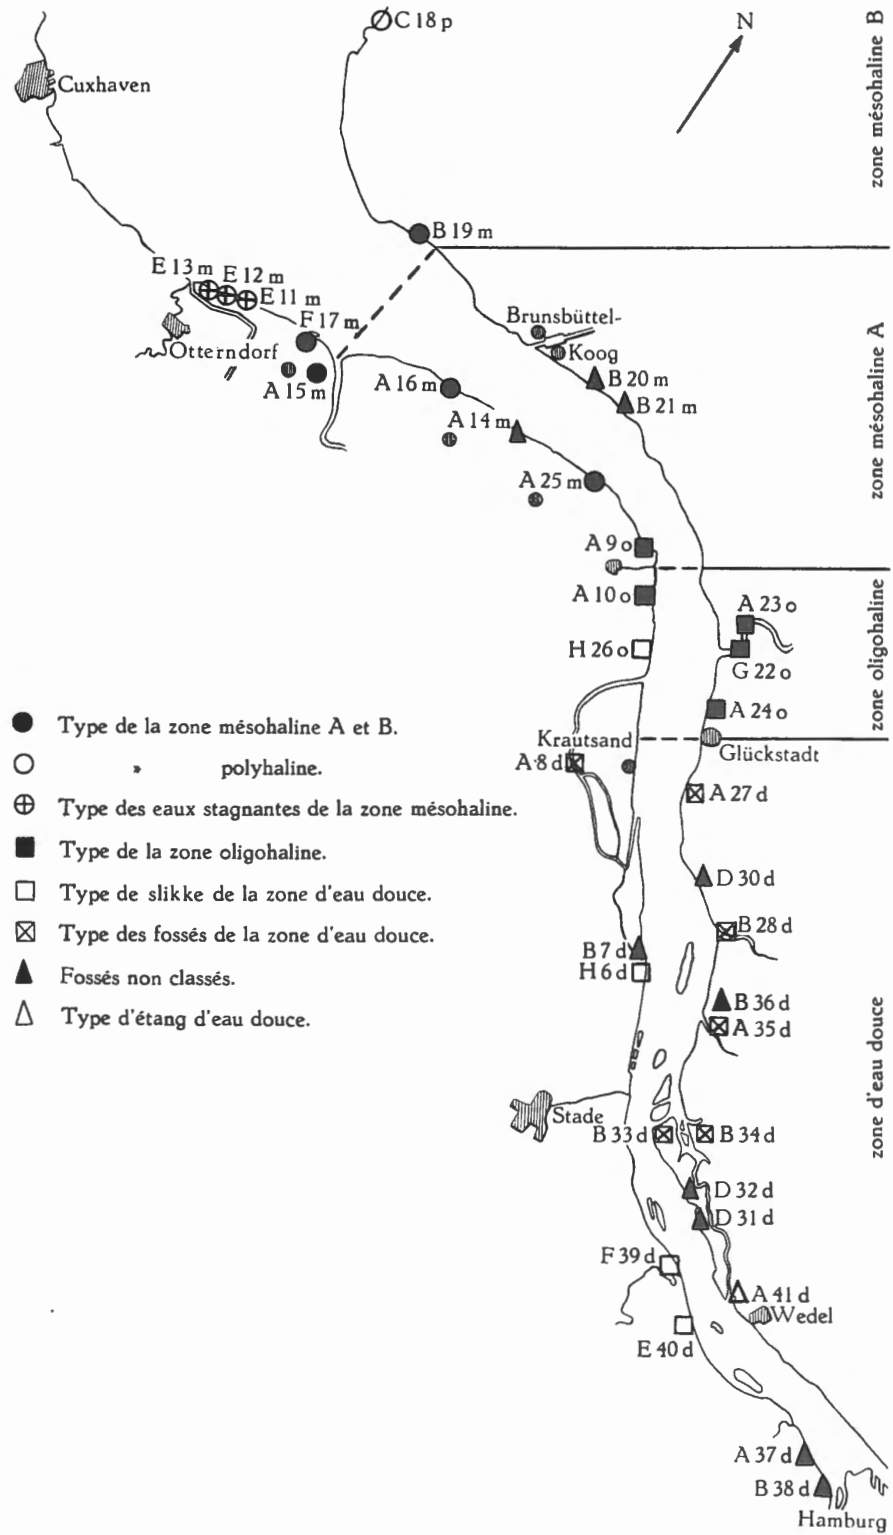 C 18 p
N
zone mésohaline B
Cuxhaven
B 19 m
E 13 m
E 12 m
E 11 m
F 17 m
Otterndorf
A 15 m
Brunsbüttel-
Koog
A 16 m
B 20 m
B 21 m
A 14 m
zone mésohaline A
A 25 m
A 9 o
A 10 o
A 23 o
H 26 o
G 22 o
zone oligohaline
A 24 o
Type de la zone mésohaline A et B.
» polyhaline.
Type des eaux stagnantes de la zone mésohaline.
Type de la zone oligohaline.
Type de slikke de la zone d'eau douce.
Type des fossés de la zone d'eau douce.
Fossés non classés.
Type d'étang d'eau douce.
Krautsand
Glückstadt
A 8 d
A 27 d
D 30 d
B 28 d
B 7 d
H 6 d
B 36 d
A 35 d
zone d'eau douce
Stade
B 33 d
B 34 d
D 32 d
D 31 d
F 39 d
A 41 d
Wedel
E 40 d
A 37 d
B 38 d
Hamburg